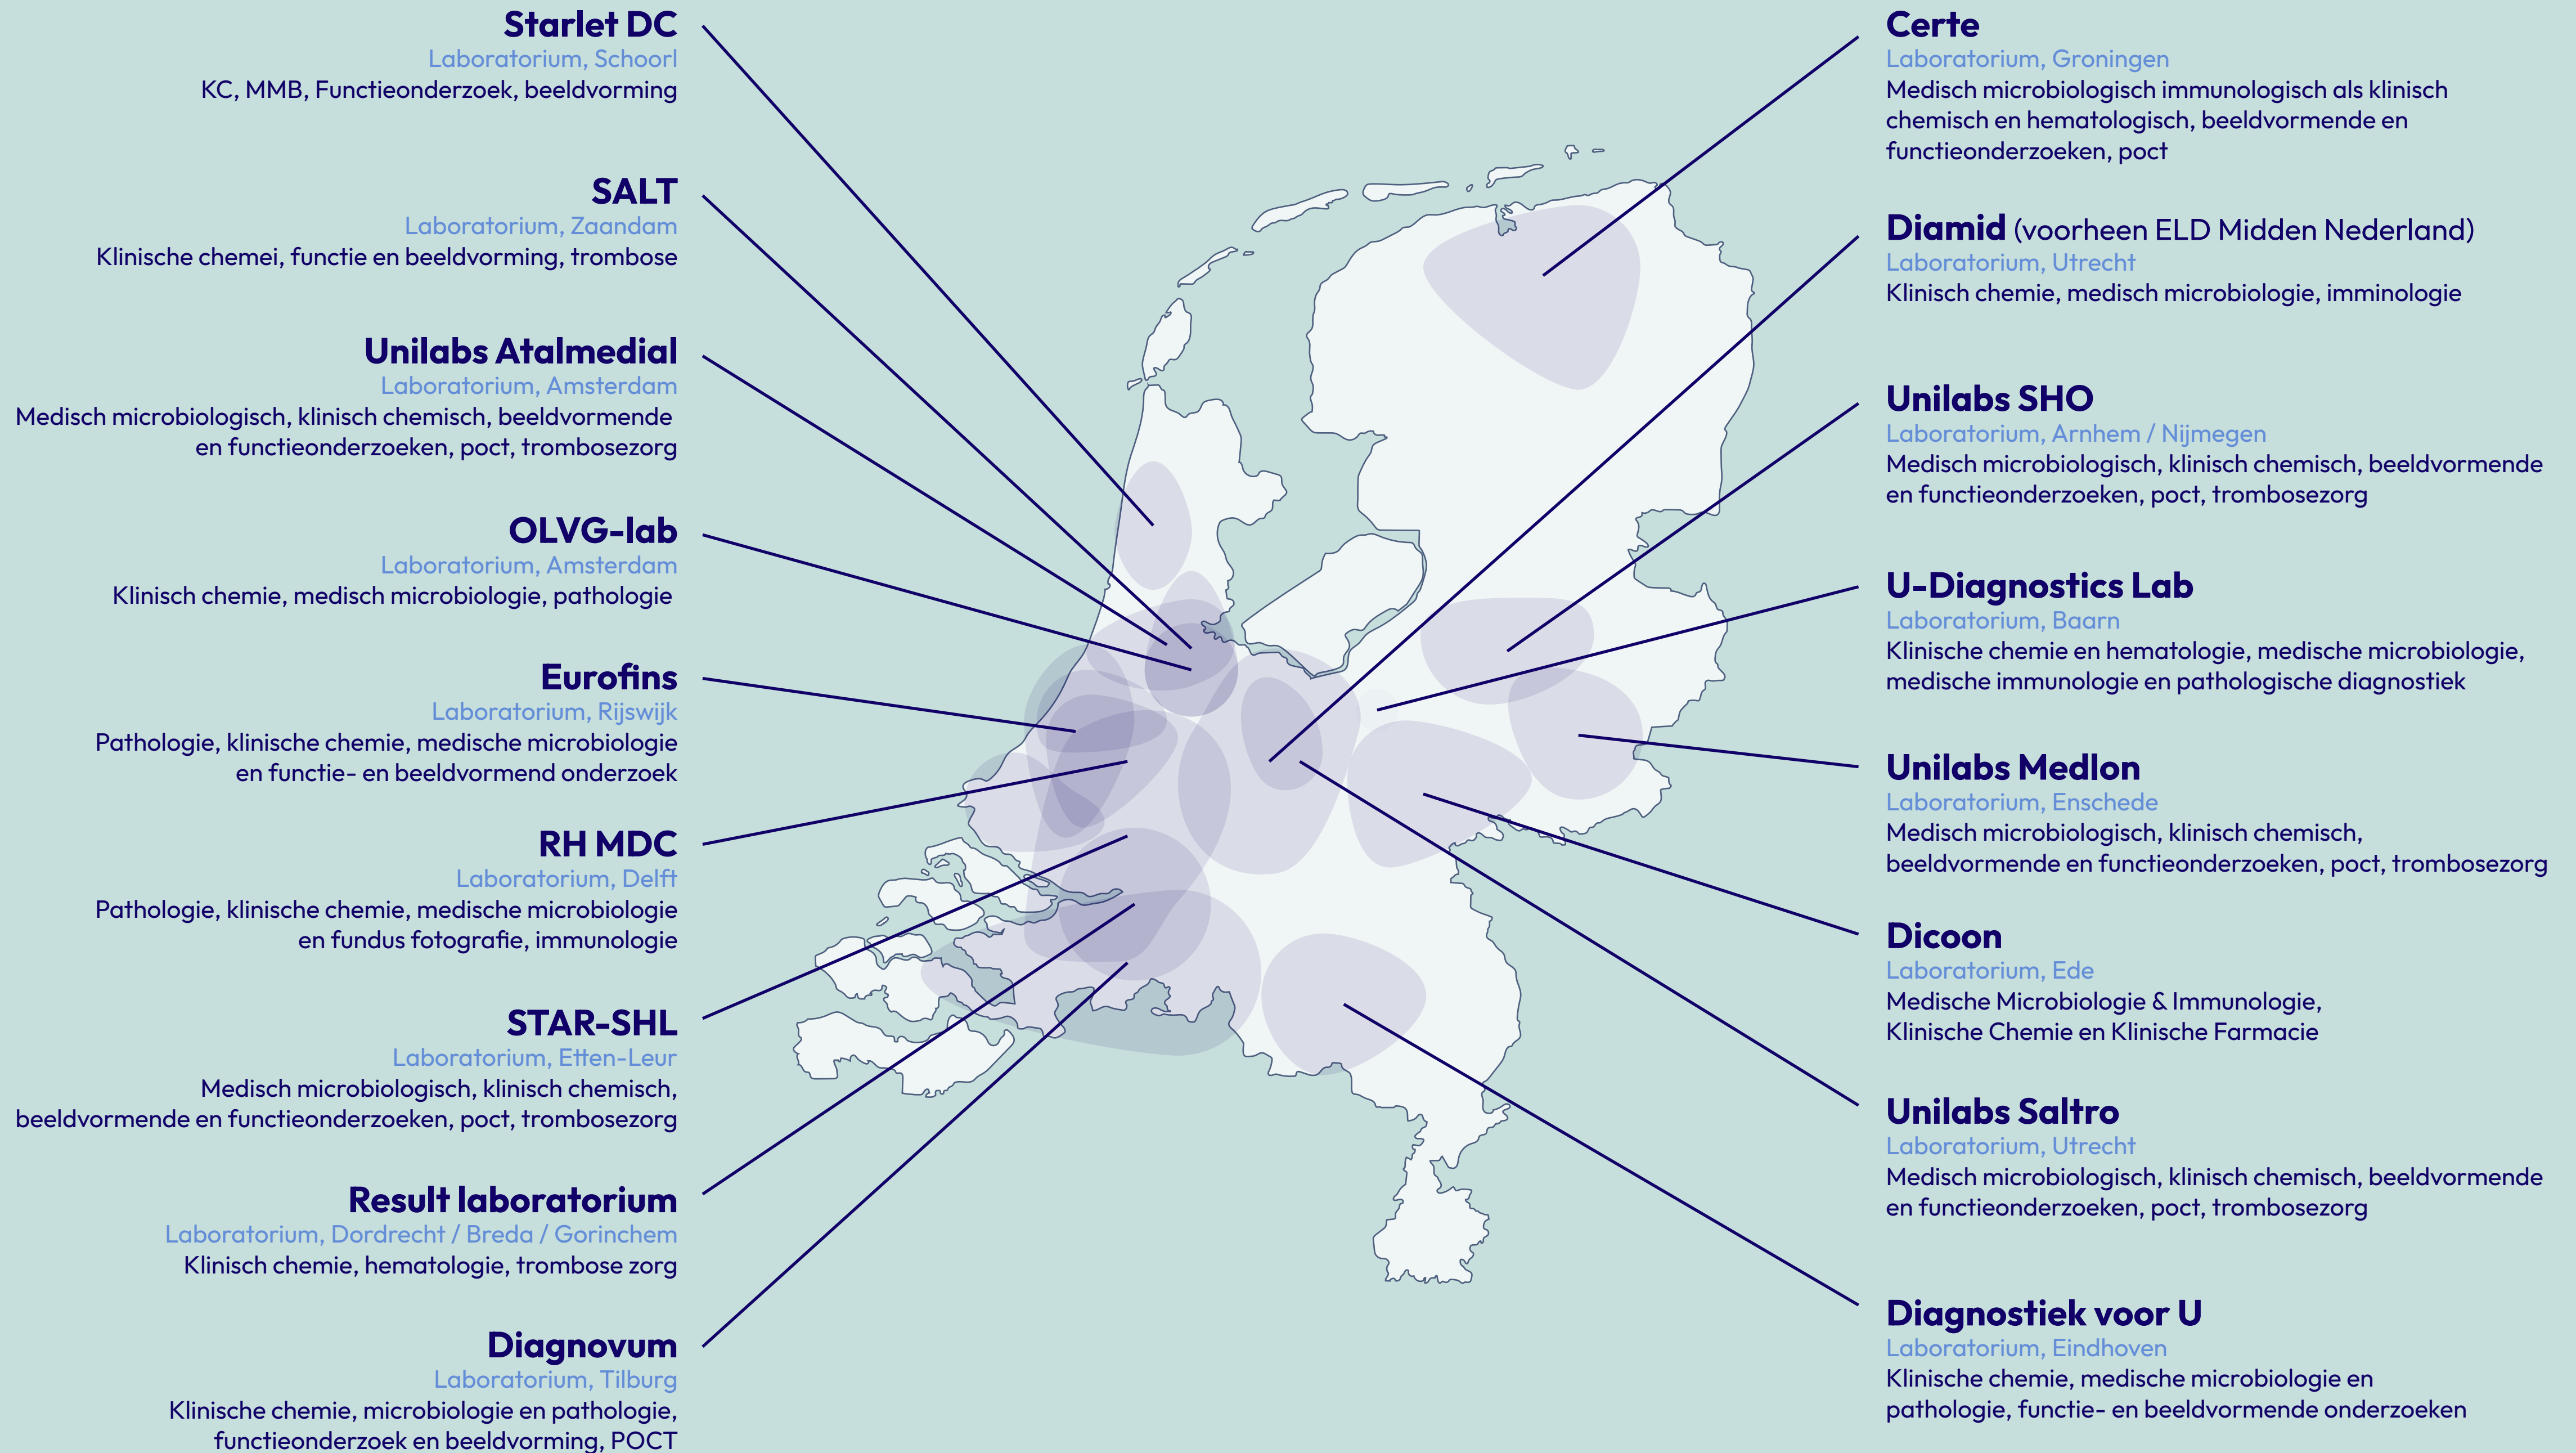 Starlet DC
Laboratorium, Schoorl
KC, MMB, Functieonderzoek, beeldvorming
SALT
Laboratorium, Zaandam
Klinische chemei, functie en beeldvorming, trombose
Unilabs Atalmedial
Laboratorium, Amsterdam
Medisch microbiologisch, klinisch chemisch, beeldvormende
en functieonderzoeken, poct, trombosezorg
OLVG-lab
Laboratorium, Amsterdam
Klinisch chemie, medisch microbiologie, pathologie
Eurofins
Laboratorium, Rijswijk
Pathologie, klinische chemie, medische microbiologie
en functie- en beeldvormend onderzoek
RH MDC
Laboratorium, Delft
Pathologie, klinische chemie, medische microbiologie
en fundus fotografie, immunologie
STAR-SHL
Laboratorium, Etten-Leur
Medisch microbiologisch, klinisch chemisch,
beeldvormende en functieonderzoeken, poct, trombosezorg
Result laboratorium
Laboratorium, Dordrecht / Breda / Gorinchem
Klinisch chemie, hematologie, trombose zorg
Diagnovum
Laboratorium, Tilburg
Klinische chemie, microbiologie en pathologie,
functieonderzoek en beeldvorming, POCT
Certe
Laboratorium, Groningen
Medisch microbiologisch immunologisch als klinisch
chemisch en hematologisch, beeldvormende en
functieonderzoeken, poct
Diamid (voorheen ELD Midden Nederland)
Laboratorium, Utrecht
Klinisch chemie, medisch microbiologie, imminologie
Unilabs SHO
Laboratorium, Arnhem / Nijmegen
Medisch microbiologisch, klinisch chemisch, beeldvormende
en functieonderzoeken, poct, trombosezorg
U-Diagnostics Lab
Laboratorium, Baarn
Klinische chemie en hematologie, medische microbiologie,
medische immunologie en pathologische diagnostiek
Unilabs Medlon
Laboratorium, Enschede
Medisch microbiologisch, klinisch chemisch,
beeldvormende en functieonderzoeken, poct, trombosezorg
Dicoon
Laboratorium, Ede
Medische Microbiologie & Immunologie,
Klinische Chemie en Klinische Farmacie
Unilabs Saltro
Laboratorium, Utrecht
Medisch microbiologisch, klinisch chemisch, beeldvormende
en functieonderzoeken, poct, trombosezorg
Diagnostiek voor U
Laboratorium, Eindhoven
Klinische chemie, medische microbiologie en
pathologie, functie- en beeldvormende onderzoeken